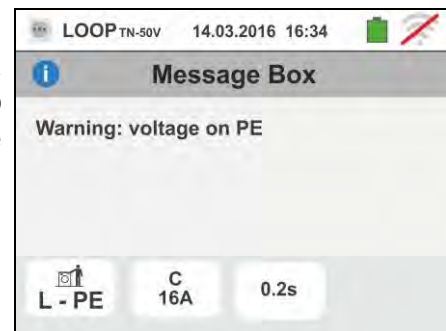 LOOP TN-50V 14.03.2016 16:34
Message Box
Warning: voltage on PE
L - PE
C
16A
0.2s